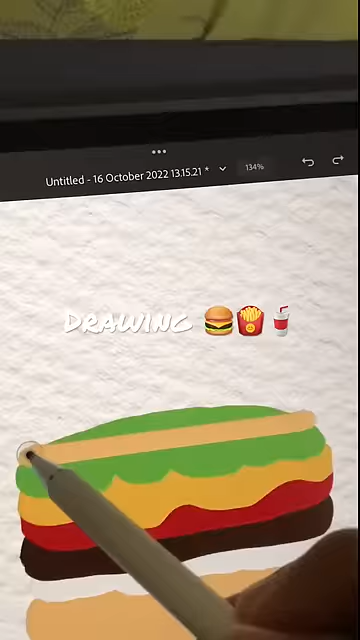 Untitled - 16 October 2022 13.15.21 *
134%
DRAWING 🍔🍟🥤